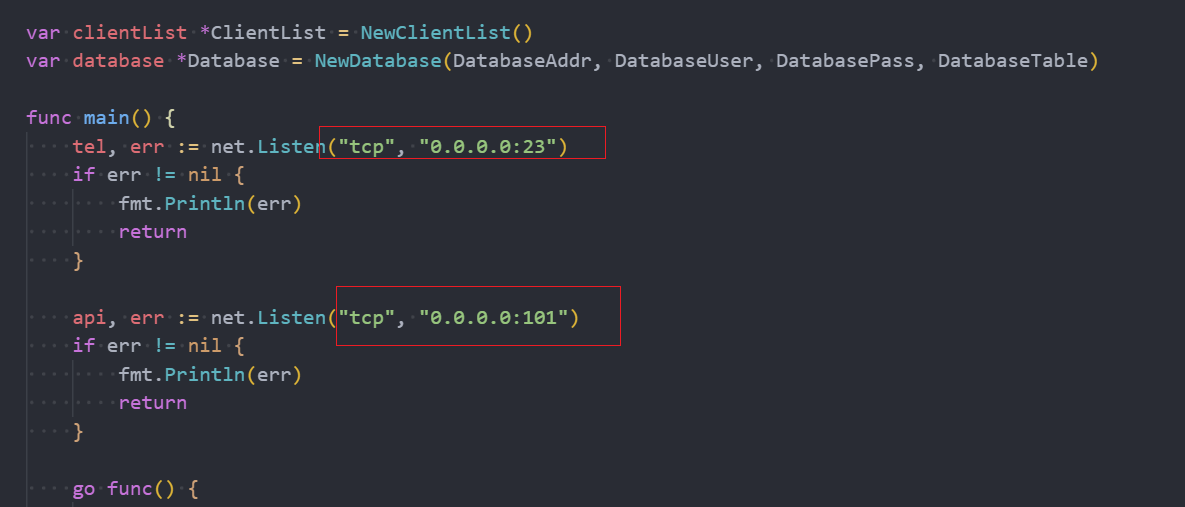 var clientList *ClientList = NewClientList()
var database *Database = NewDatabase(DatabaseAddr, DatabaseUser, DatabasePass, DatabaseTable)
func main() {
tel, err := net.Listen("tcp", "0.0.0.0:23")
if err != nil {
fmt.Println(err)
return
}
api, err := net.Listen("tcp", "0.0.0.0:101")
if err != nil {
fmt.Println(err)
return
}
go func() {